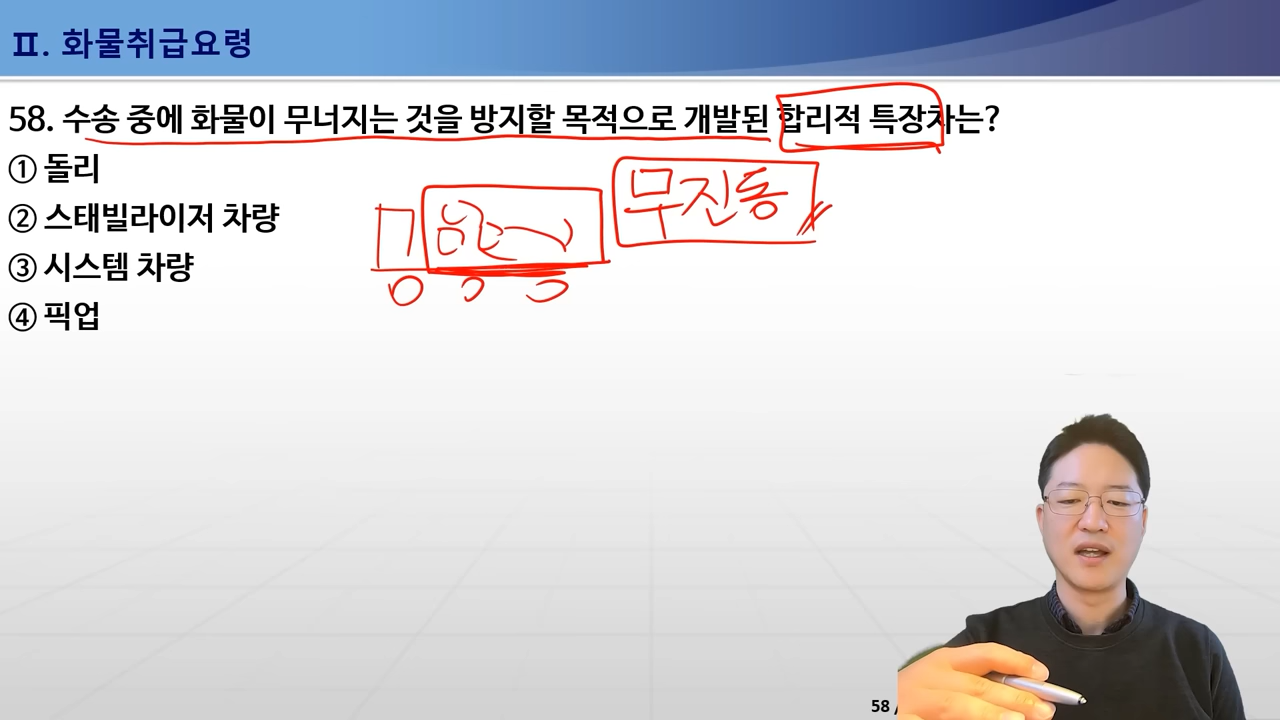 Ⅱ. 화물취급요령
58. 수송 중에 화물이 무너지는 것을 방지할 목적으로 개발된 합리적 특장차는?
① 돌리
② 스태빌라이저 차량
③ 시스템 차량
④ 픽업
무진동
58 /